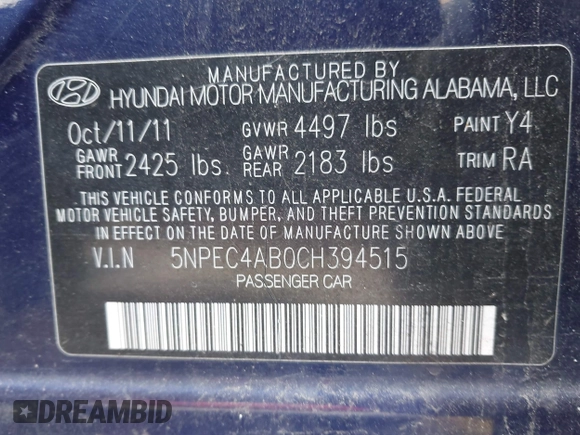 MANUFACTURED BY
HYUNDAI MOTOR MANUFACTURING ALABAMA, LLC
Oct/11/11 GVWR 4497 lbs PAINT Y4
GAWR FRONT 2425 lbs. GAWR REAR 2183 lbs TRIM RA
THIS VEHICLE CONFORMS TO ALL APPLICABLE U.S.A. FEDERAL
MOTOR VEHICLE SAFETY, BUMPER, AND THEFT PREVENTION STANDARDS
IN EFFECT ON THE DATE OF MANUFACTURE SHOWN ABOVE.
V.I.N 5NPEC4AB0CH394515
PASSENGER CAR
DREAMBID